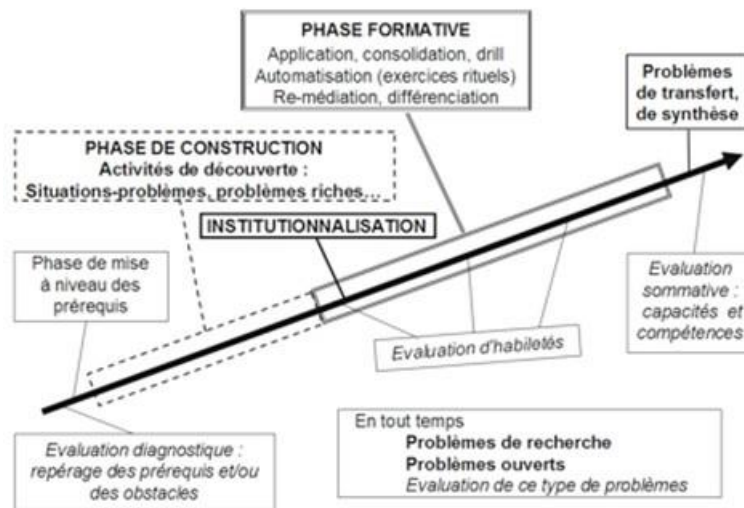 PHASE FORMATIVE
Application, consolidation, drill
Automatisation (exercices rituels)
Re-médiation, différenciation
Problèmes
de transfert,
de synthèse
PHASE DE CONSTRUCTION
Activités de découverte :
Situations-problèmes, problèmes riches...
INSTITUTIONNALISATION
Phase de mise
à niveau des
prérequis
Evaluation
sommative :
capacités et
compétences
Evaluation d'habiletés
Evaluation diagnostique :
repérage des prérequis et/ou
des obstacles
En tout temps
Problèmes de recherche
Problèmes ouverts
Evaluation de ce type de problèmes